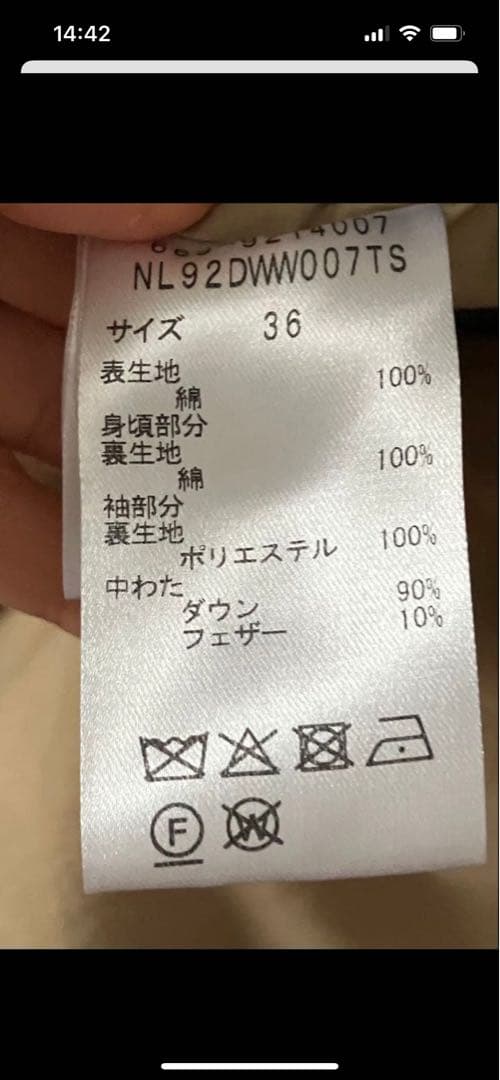 14:42
NL92DWW007TS
サイズ 36
表生地
綿 100%
身頃部分
裏生地
綿 100%
袖部分
裏生地
ポリエステル 100%
中わた
ダウン 90%
フェザー 10%
F
W